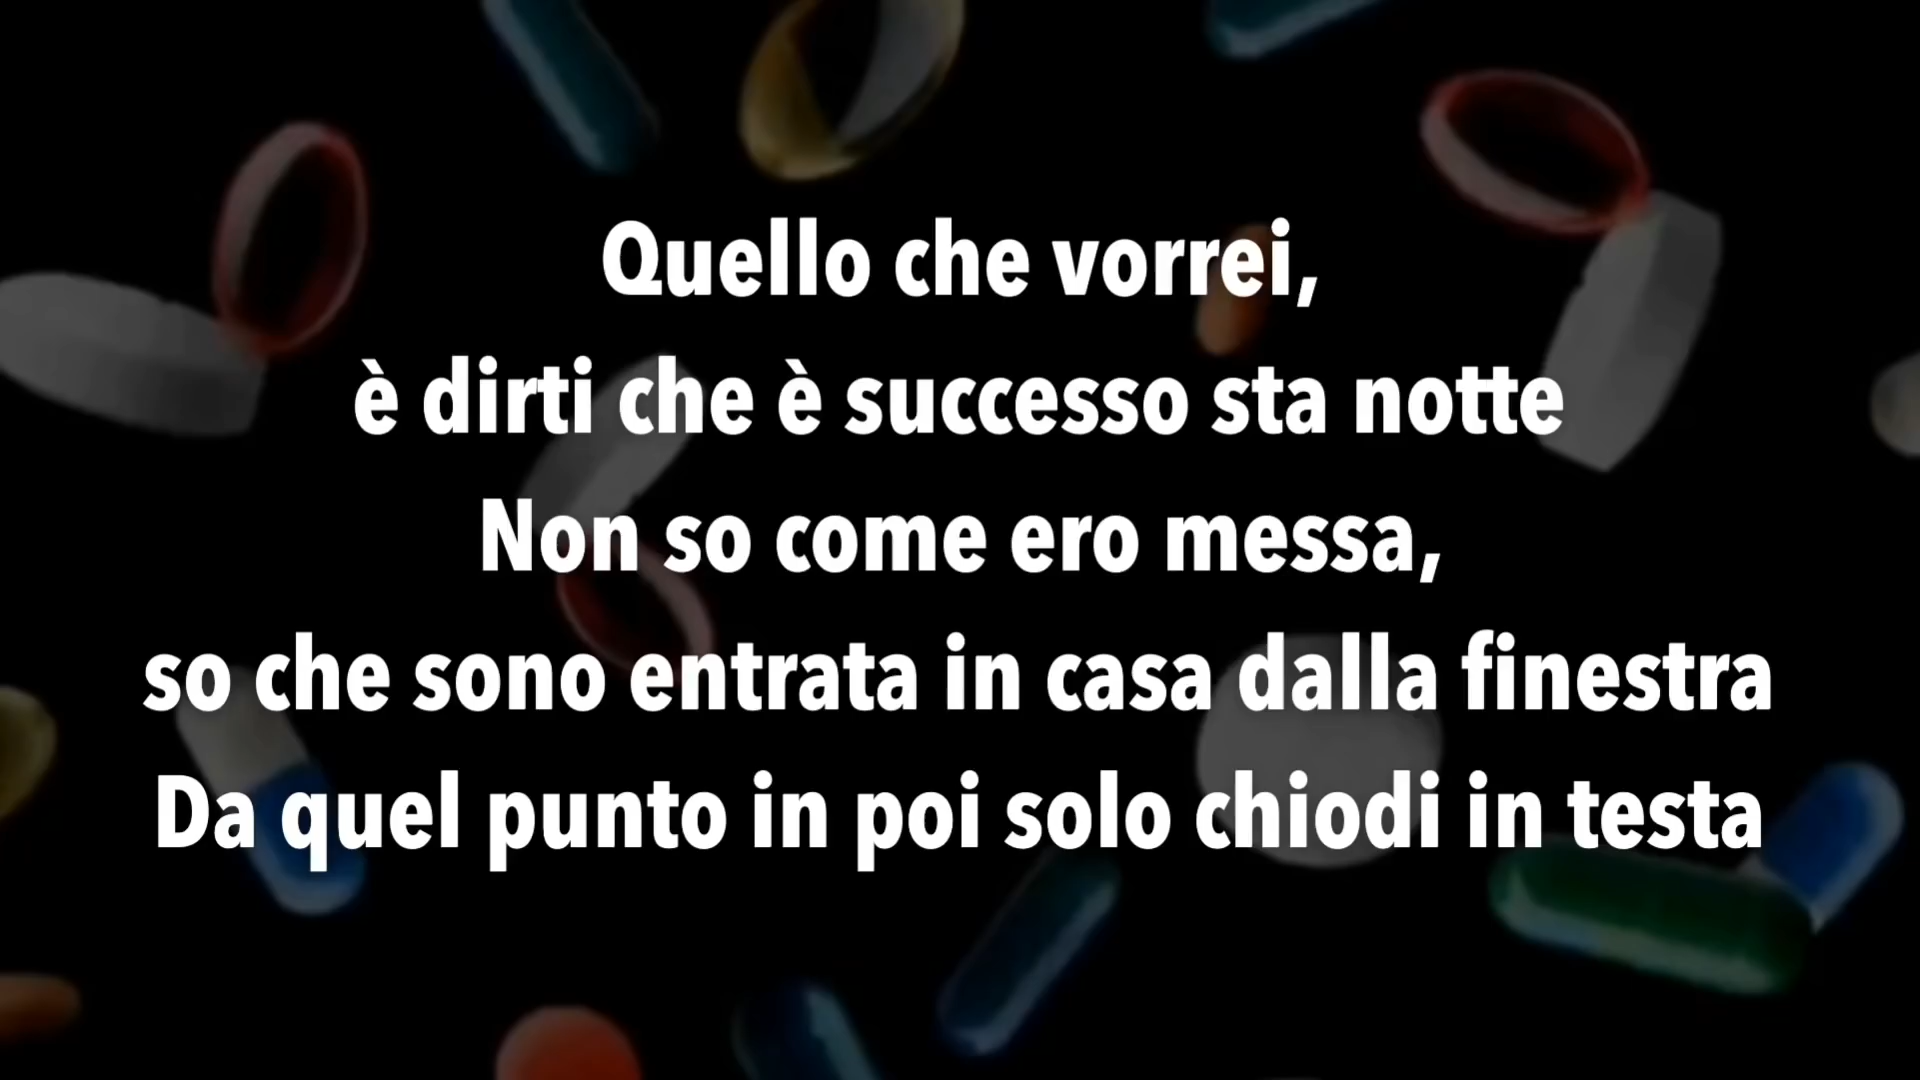 Quello che vorrei,
è dirti che è successo sta notte
Non so come ero messa,
so che sono entrata in casa dalla finestra
Da quel punto in poi solo chiodi in testa